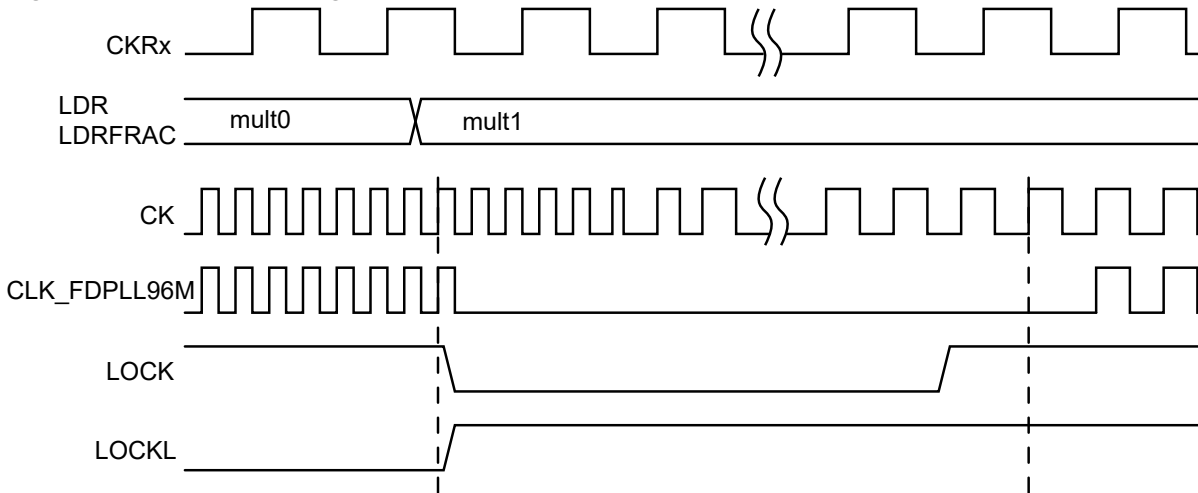 CKRx
LDR
LDRFRAC
mult0
mult1
CK
CLK_FDPLL96M
LOCK
LOCKL